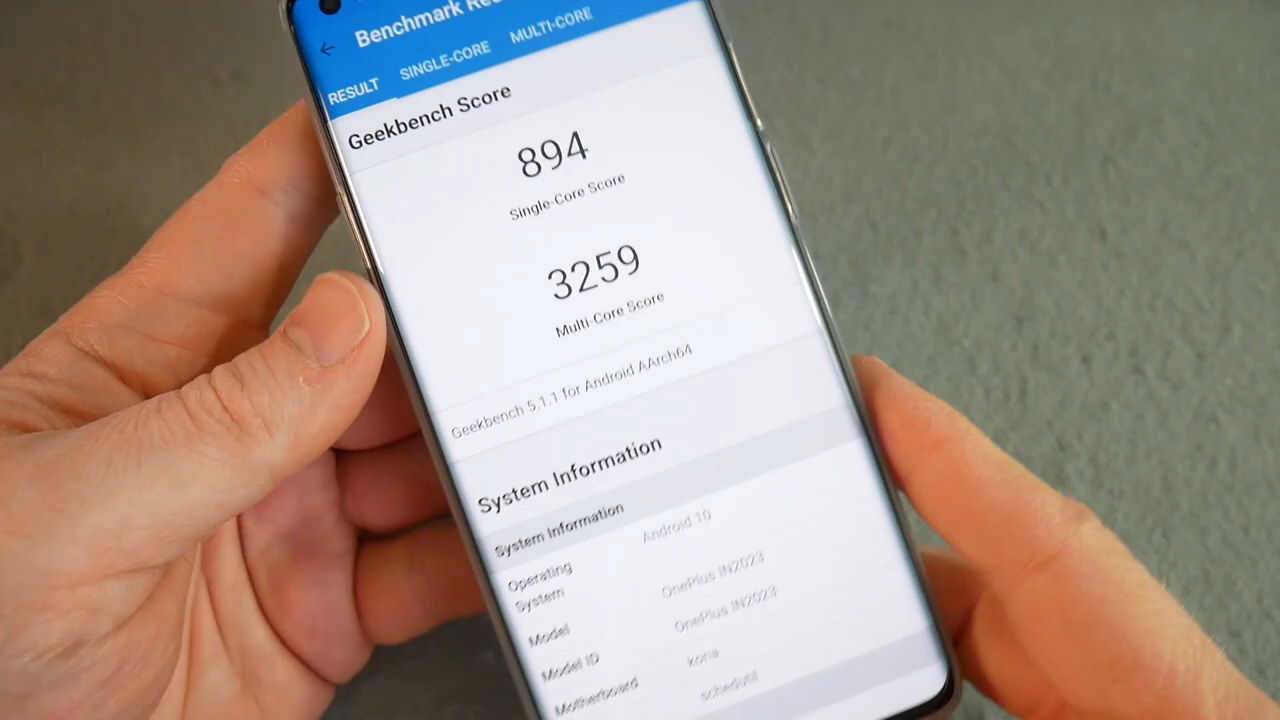 Benchmark Res
RESULT SINGLE-CORE MULTI-CORE
Geekbench Score
894
Single-Core Score
3259
Multi-Core Score
Geekbench 5.1.1 for Android AArch64
System Information
System Information
Operating System Android 10
Model OnePlus IN2023
Model ID OnePlus IN2023
Motherboard kona
schedutil